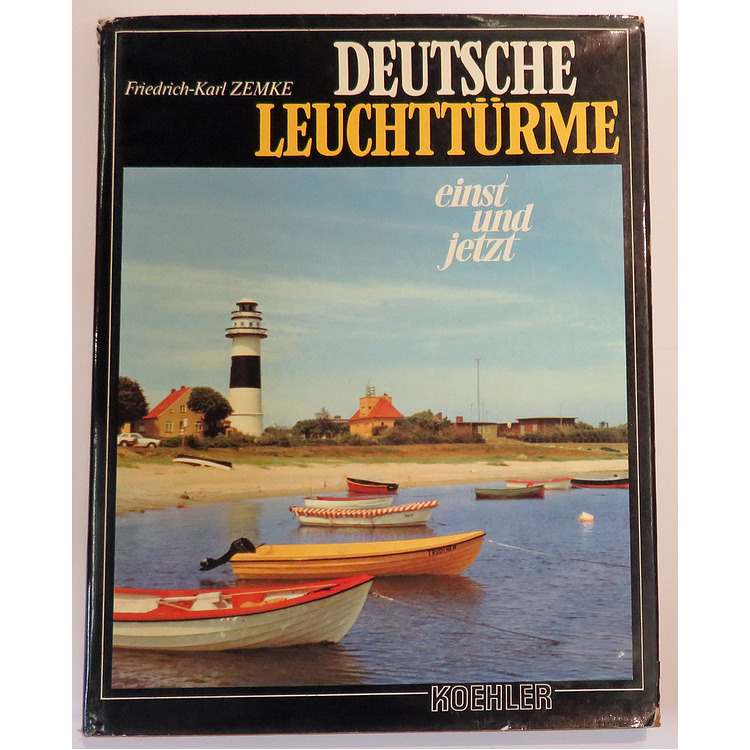 Friedrich-Karl ZEMKE
DEUTSCHE
LEUCHTTÜRME
einst
und
jetzt
KOEHLER